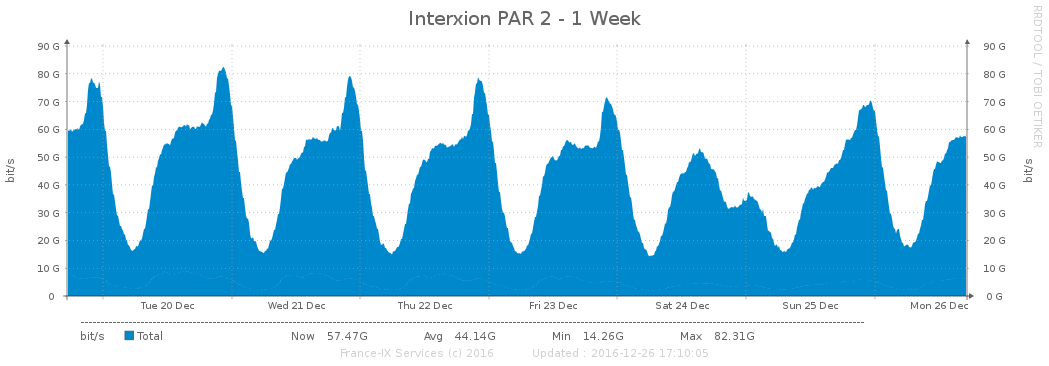 Interxion PAR 2 - 1 Week
RRDTOOL / TOBI OETIKER
90 G 90 G
80 G 80 G
70 G 70 G
60 G 60 G
50 G 50 G
40 G 40 G
30 G 30 G
20 G 20 G
10 G 10 G
0 0 G
bit/s
bit/s
Tue 20 Dec Wed 21 Dec Thu 22 Dec Fri 23 Dec Sat 24 Dec Sun 25 Dec Mon 26 Dec
bit/s Total Now 57.47G Avg 44.14G Min 14.26G Max 82.31G
France-IX Services (c) 2016 Updated : 2016-12-26 17:10:05